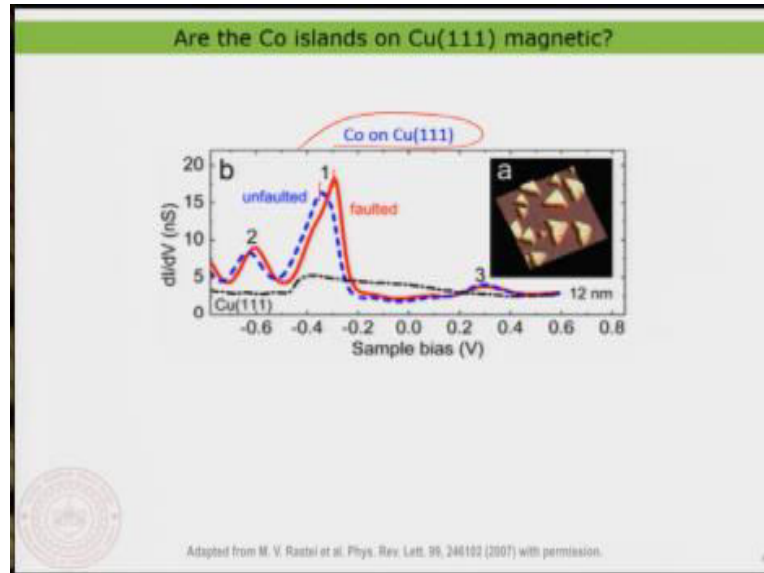 Are the Co islands on Cu(111) magnetic?
Co on Cu(111)
b
a
20
15
10
5
0
1
2
3
unfaulted
faulted
dI/dV (nS)
Cu(111)
12 nm
-0.6 -0.4 -0.2 0.0 0.2 0.4 0.6 0.8
Sample bias (V)
Adapted from M. V. Rastei et al. Phys. Rev. Lett. 99, 246102 (2007) with permission.